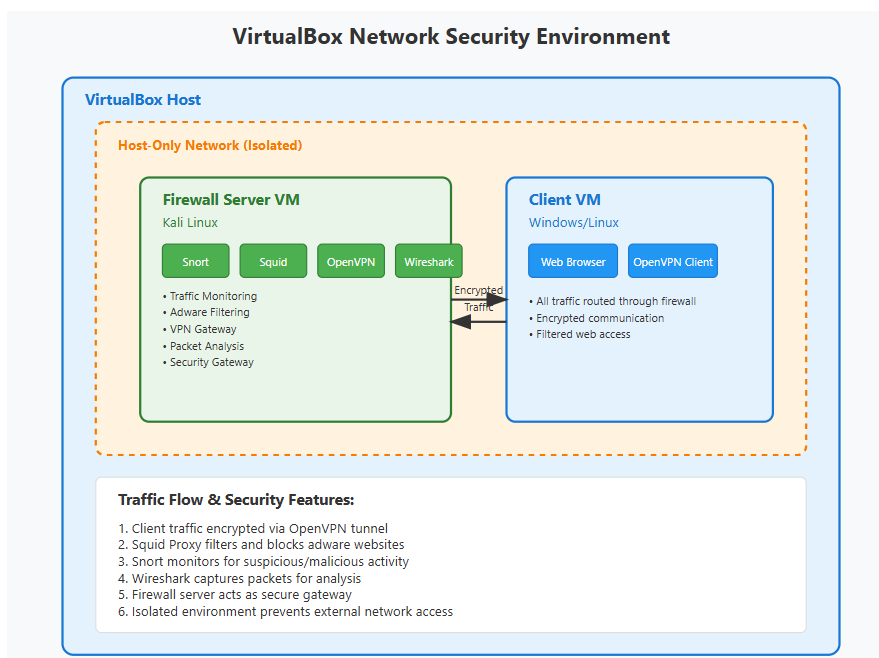 VirtualBox Network Security Environment
VirtualBox Host
Host-Only Network (Isolated)
Firewall Server VM
Kali Linux
Snort
Squid
OpenVPN
Wireshark
• Traffic Monitoring
• Adware Filtering
• VPN Gateway
• Packet Analysis
• Security Gateway
Encrypted
Traffic
Client VM
Windows/Linux
Web Browser
OpenVPN Client
• All traffic routed through firewall
• Encrypted communication
• Filtered web access
Traffic Flow & Security Features:
1. Client traffic encrypted via OpenVPN tunnel
2. Squid Proxy filters and blocks adware websites
3. Snort monitors for suspicious/malicious activity
4. Wireshark captures packets for analysis
5. Firewall server acts as secure gateway
6. Isolated environment prevents external network access